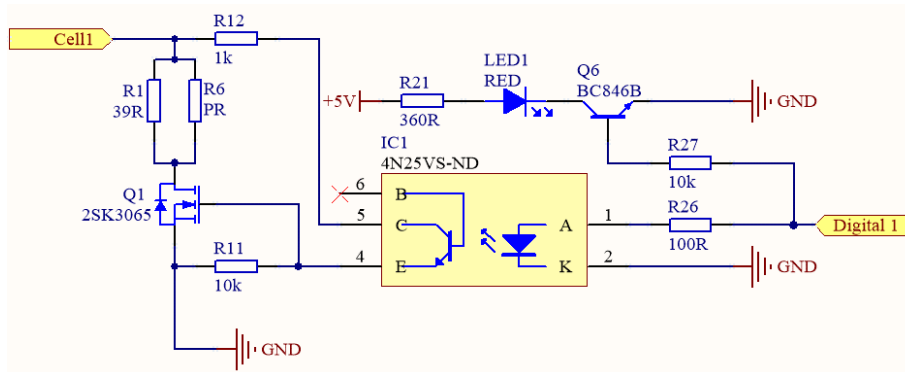 Cell1
R12
1k
R1
39R
R6
PR
LED1
RED
Q6
BC846B
R21
+5V
360R
GND
IC1
4N25VS-ND
R27
10k
6
B
Q1
2SK3065
5
C
A
1
R26
100R
Digital 1
R11
10k
4
E
K
2
GND
GND